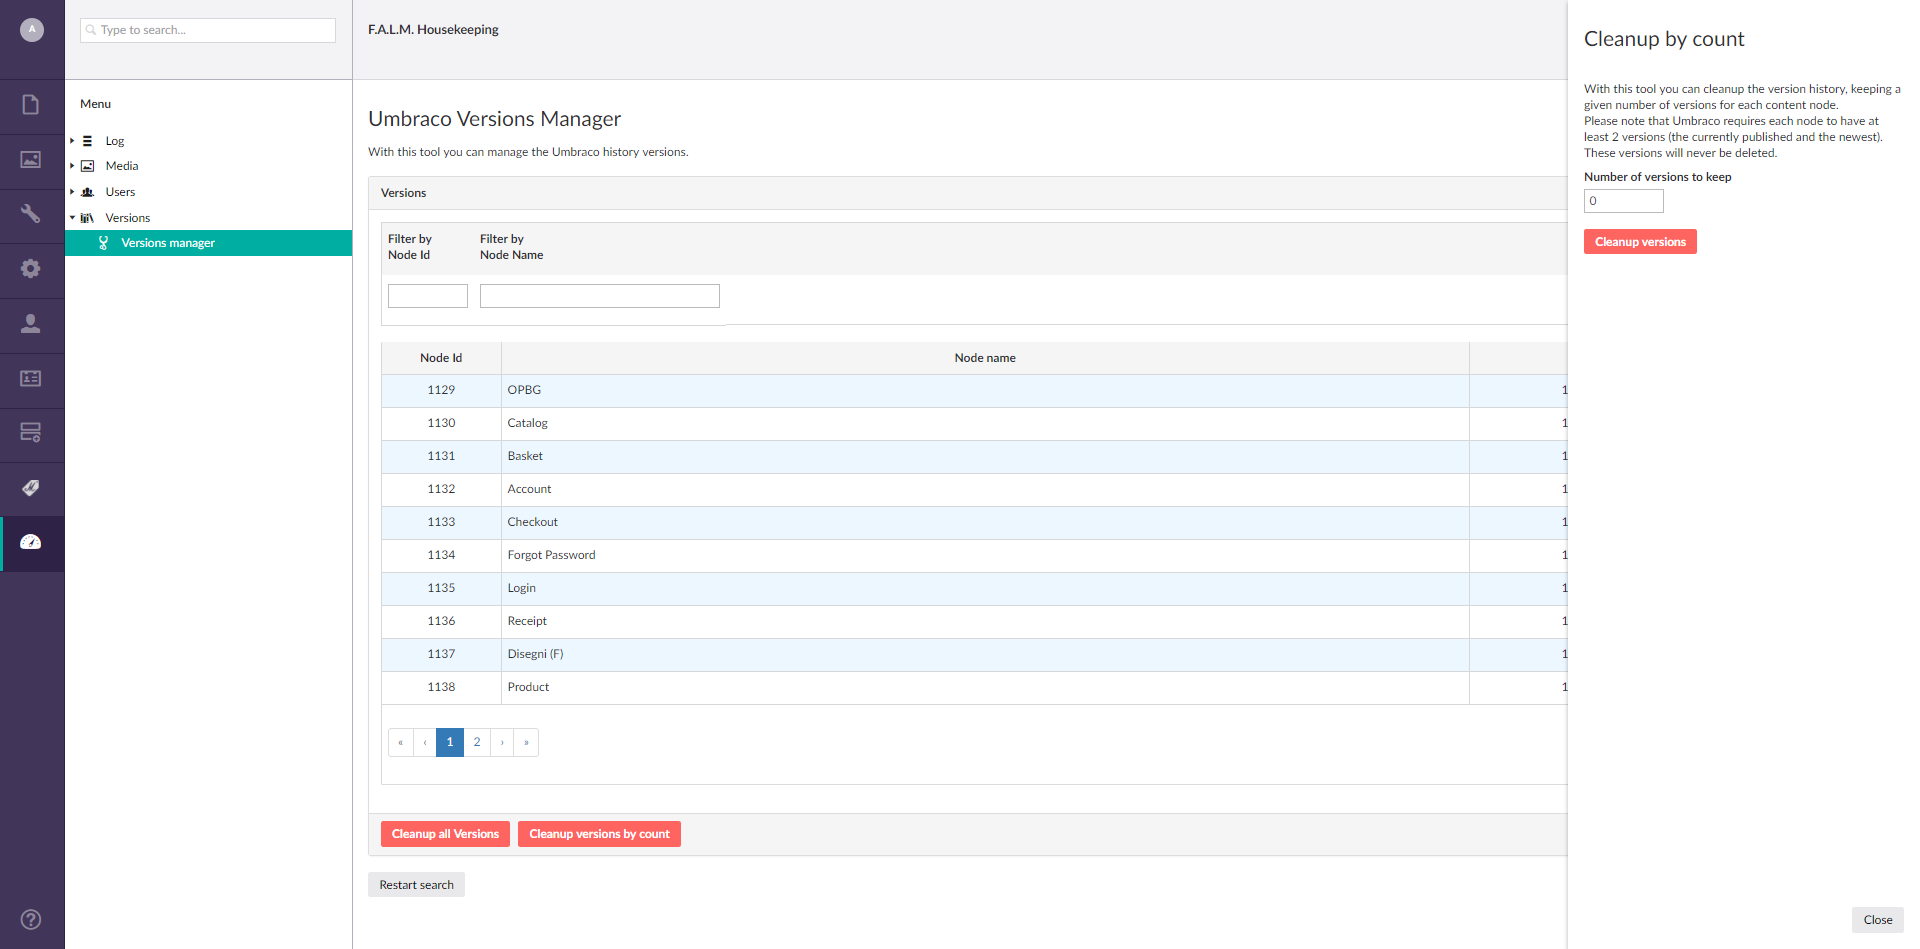 A
Type to search...
Menu
Log
Media
Users
Versions
Versions manager
F.A.L.M. Housekeeping
Umbraco Versions Manager
With this tool you can manage the Umbraco history versions.
Versions
Filter by
Node Id
Filter by
Node Name
Node Id Node name
1129 OPBG 1
1130 Catalog 1
1131 Basket 1
1132 Account 1
1133 Checkout 1
1134 Forgot Password 1
1135 Login 1
1136 Receipt 1
1137 Disegni (F) 1
1138 Product 1
« ‹ 1 2 › »
Cleanup all Versions Cleanup versions by count
Restart search
Cleanup by count
With this tool you can cleanup the version history, keeping a
given number of versions for each content node.
Please note that Umbraco requires each node to have at
least 2 versions (the currently published and the newest).
These versions will never be deleted.
Number of versions to keep
0
Cleanup versions
Close